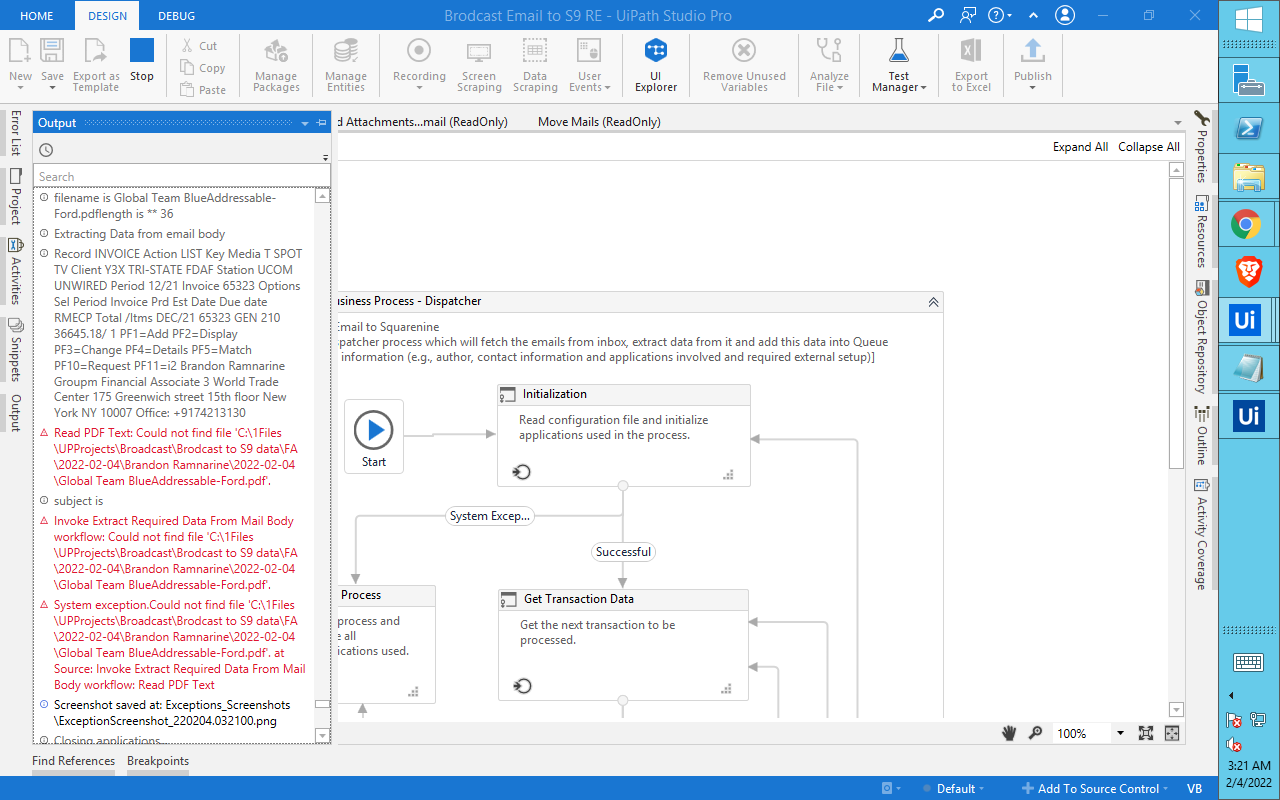 HOME
DESIGN
DEBUG
Brodcast Email to S9 RE - UiPath Studio Pro
New
Save
Export as
Template
Stop
Cut
Copy
Paste
Manage
Packages
Manage
Entities
Recording
Screen
Scraping
Data
Scraping
User
Events
UI
Explorer
Remove Unused
Variables
Analyze
File
Test
Manager
Export
to Excel
Publish
Error List
Project
Activities
Snippets
Output
Output
Search
filename is Global Team BlueAddressable-
Ford.pdflength is ** 36
Extracting Data from email body
Record INVOICE Action LIST Key Media T SPOT
TV Client Y3X TRI-STATE FDAF Station UCOM
UNWIRED Period 12/21 Invoice 65323 Options
Sel Period Invoice Prd Est Date Due date
RMECP Total /Itms DEC/21 65323 GEN 210
36645.18/ 1 PF1=Add PF2=Display
PF3=Change PF4=Details PF5=Match
PF10=Request PF11=i2 Brandon Ramnarine
Groupm Financial Associate 3 World Trade
Center 175 Greenwich street 15th floor New
York NY 10007 Office: +9174213130
Read PDF Text: Could not find file 'C:\1Files
\UPProjects\Broadcast\Brodcast to S9 data\FA
\2022-02-04\Brandon Ramnarine\2022-02-04
\Global Team BlueAddressable-Ford.pdf'.
subject is
Invoke Extract Required Data From Mail Body
workflow: Could not find file 'C:\1Files
\UPProjects\Broadcast\Brodcast to S9 data\FA
\2022-02-04\Brandon Ramnarine\2022-02-04
\Global Team BlueAddressable-Ford.pdf'.
System exception.Could not find file 'C:\1Files
\UPProjects\Broadcast\Brodcast to S9 data\FA
\2022-02-04\Brandon Ramnarine\2022-02-04
\Global Team BlueAddressable-Ford.pdf'. at
Source: Invoke Extract Required Data From Mail
Body workflow: Read PDF Text
Screenshot saved at: Exceptions_Screenshots
\ExceptionScreenshot_220204.032100.png
Closing applications...
Find References
Breakpoints
d Attachments...mail (ReadOnly)
Move Mails (ReadOnly)
Expand All
Collapse All
usiness Process - Dispatcher
Email to Squarenine
spatcher process which will fetch the emails from inbox, extract data from it and add this data into Queue
information (e.g., author, contact information and applications involved and required external setup)]
Start
Initialization
Read configuration file and initialize
applications used in the process.
System Excep...
Successful
Process
process and
e all
ications used.
Get Transaction Data
Get the next transaction to be
processed.
100%
Properties
Resources
Object Repository
Outline
Activity Coverage
Default
Add To Source Control
VB
Ui
Ui
3:21 AM
2/4/2022